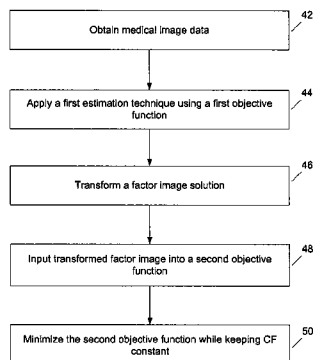 42
Obtain medical image data
44
Apply a first estimation technique using a first objective
function
46
Transform a factor image solution
48
Input transformed factor image into a second objective
function
50
Minimize the second objective function while keeping CF
constant